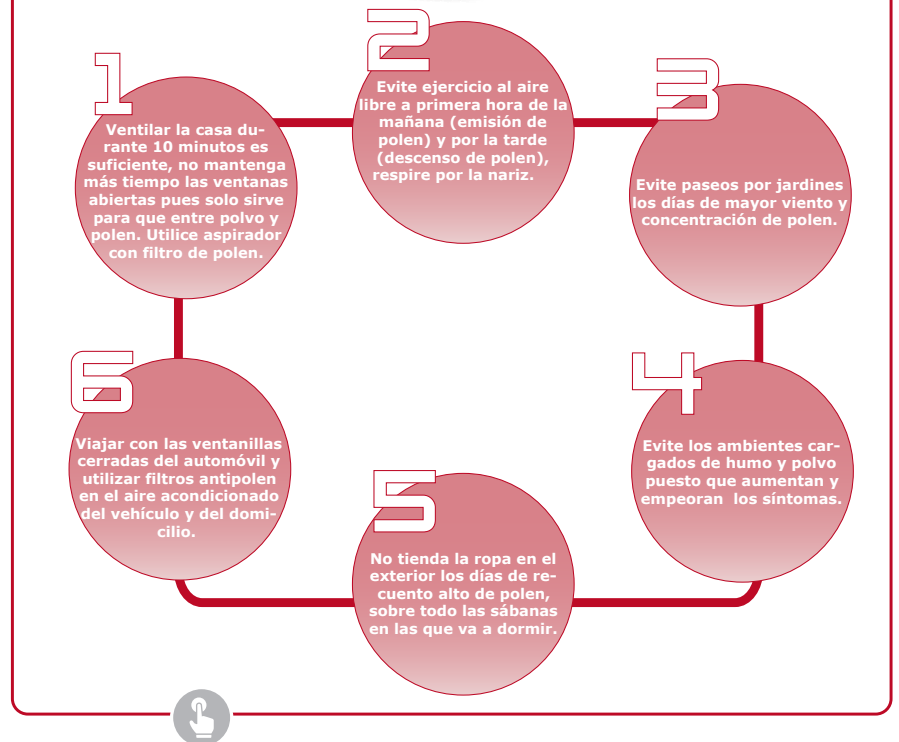 1
Ventilar la casa du-
rante 10 minutos es
suficiente, no mantenga
más tiempo las ventanas
abiertas pues solo sirve
para que entre polvo y
polen. Utilice aspirador
con filtro de polen.
2
Evite ejercicio al aire
libre a primera hora de la
mañana (emisión de
polen) y por la tarde
(descenso de polen),
respire por la nariz.
3
Evite paseos por jardines
los días de mayor viento y
concentración de polen.
4
Evite los ambientes car-
gados de humo y polvo
puesto que aumentan y
empeoran los síntomas.
5
No tienda la ropa en el
exterior los días de re-
cuento alto de polen,
sobre todo las sábanas
en las que va a dormir.
6
Viajar con las ventanillas
cerradas del automóvil y
utilizar filtros antipolen
en el aire acondicionado
del vehículo y del domi-
cilio.